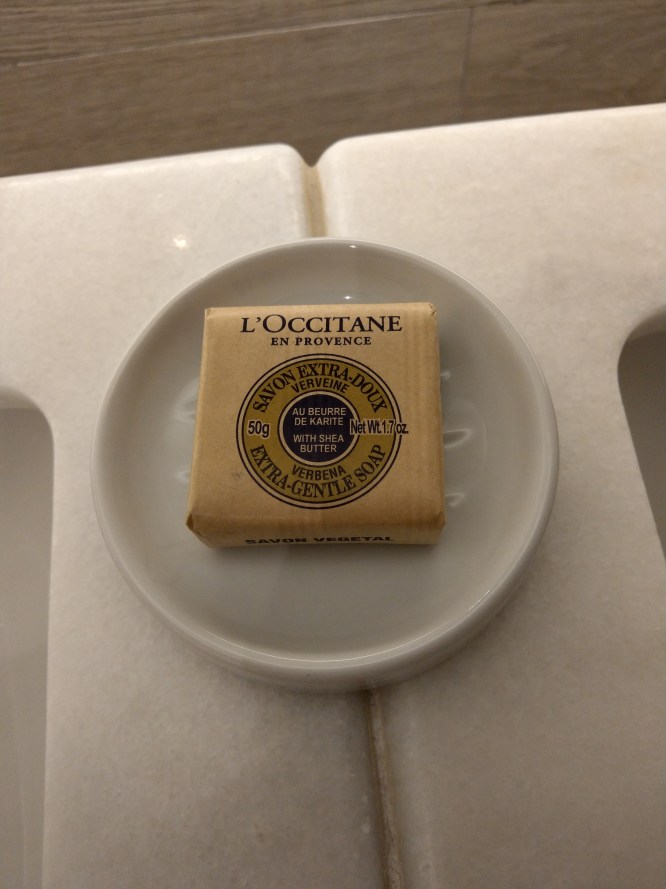 L'OCCITANE
EN PROVENCE
SAVON EXTRA-DOUX
VERVEINE
AU BEURRE
DE KARITE
50g
Net Wt.1.7 oz.
WITH SHEA
BUTTER
VERBENA
EXTRA-GENTLE SOAP
SAVON VEGETAL